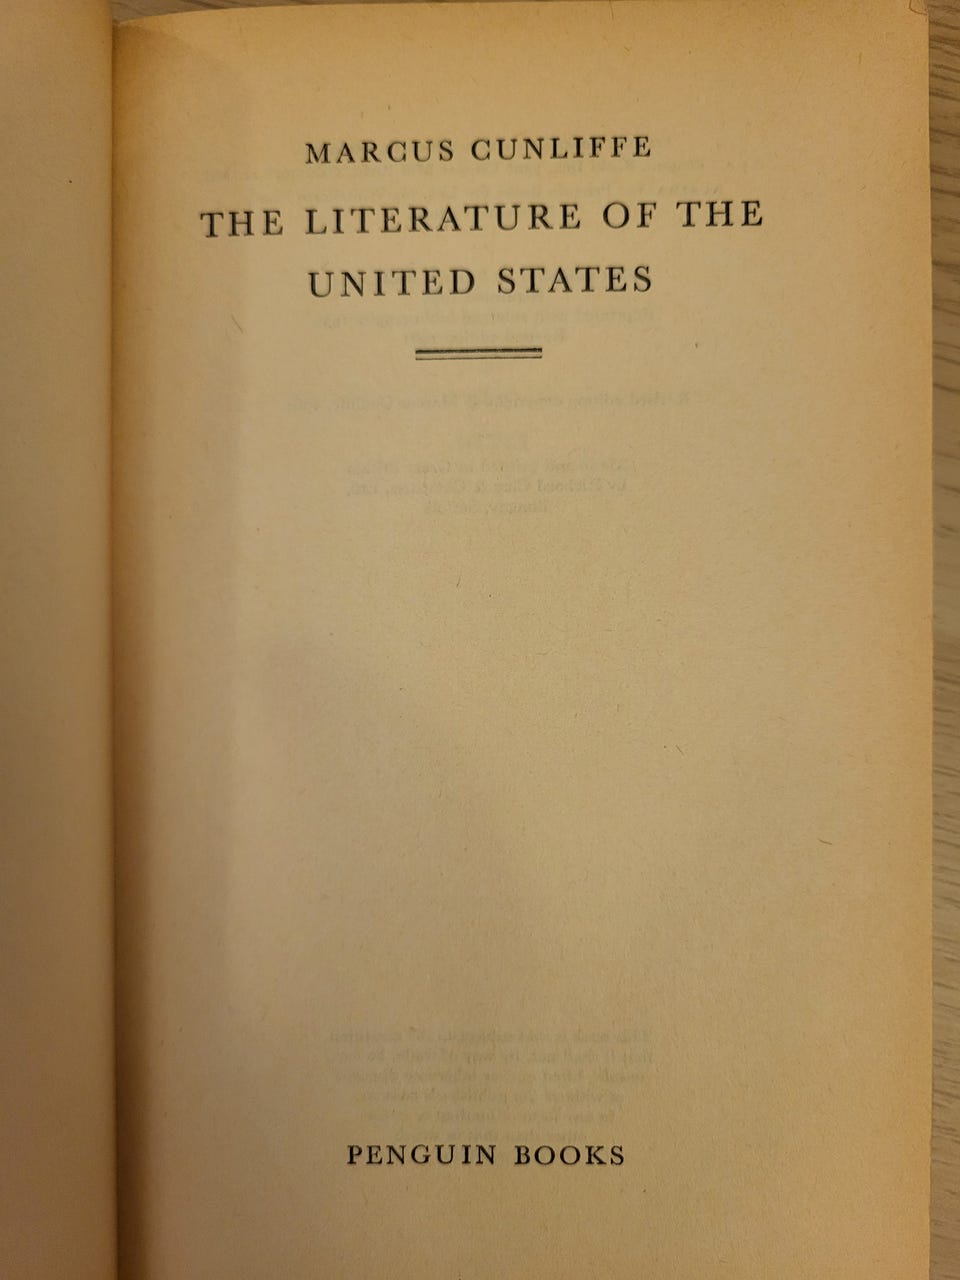 MARCUS CUNLIFFE
THE LITERATURE OF THE
UNITED STATES
PENGUIN BOOKS